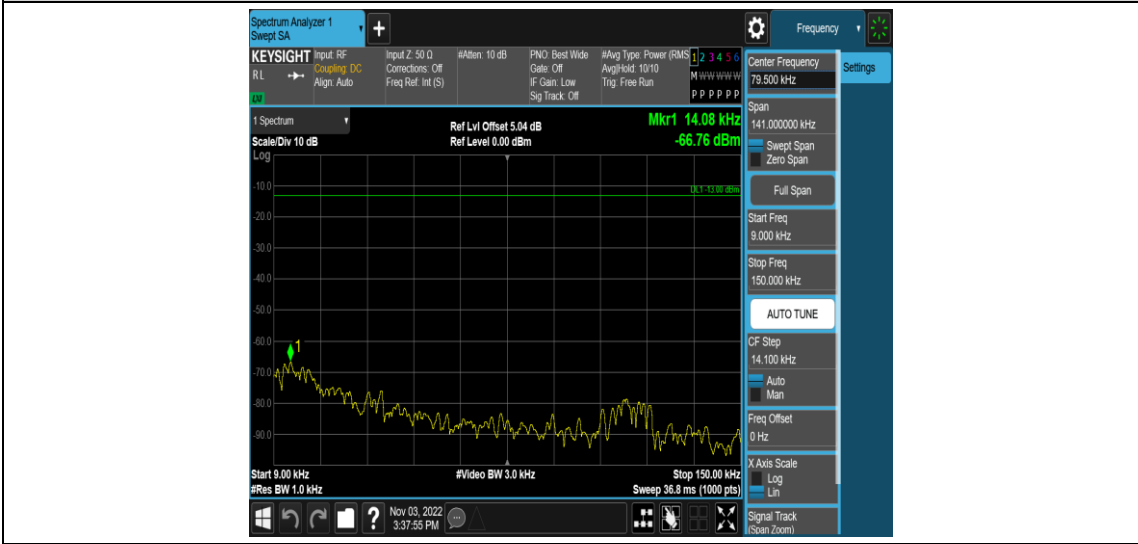 Spectrum Analyzer 1
Swept SA
+
Frequency
KEYSIGHT
RL
LXI
Input: RF
Coupling: DC
Align: Auto
Input Z: 50 Ω
Corrections: Off
Freq Ref: Int (S)
#Atten: 10 dB
PNO: Best Wide
Gate: Off
IF Gain: Low
Sig Track: Off
#Avg Type: Power (RMS
Avg|Hold: 10/10
Trig: Free Run
1 2 3 4 5 6
M W W W W W
P P P P P P
1 Spectrum
Scale/Div 10 dB
Log
Ref Lvl Offset 5.04 dB
Ref Level 0.00 dBm
Mkr1 14.08 kHz
-66.76 dBm
DL1 -13.00 dBm
-10.0
-20.0
-30.0
-40.0
-50.0
-60.0
-70.0
-80.0
-90.0
1
Start 9.00 kHz
#Res BW 1.0 kHz
#Video BW 3.0 kHz
Stop 150.00 kHz
Sweep 36.8 ms (1000 pts)
?
Nov 03, 2022
3:37:55 PM
Center Frequency
79.500 kHz
Settings
Span
141.000000 kHz
Swept Span
Zero Span
Full Span
Start Freq
9.000 kHz
Stop Freq
150.000 kHz
AUTO TUNE
CF Step
14.100 kHz
Auto
Man
Freq Offset
0 Hz
X Axis Scale
Log
Lin
Signal Track
(Span Zoom)